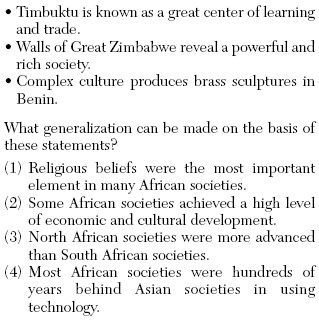 • Timbuktu is known as a great center of learning
and trade.
• Walls of Great Zimbabwe reveal a powerful and
rich society.
• Complex culture produces brass sculptures in
Benin.
What generalization can be made on the basis of
these statements?
(1) Religious beliefs were the most important
element in many African societies.
(2) Some African societies achieved a high level
of economic and cultural development.
(3) North African societies were more advanced
than South African societies.
(4) Most African societies were hundreds of
years behind Asian societies in using
technology.